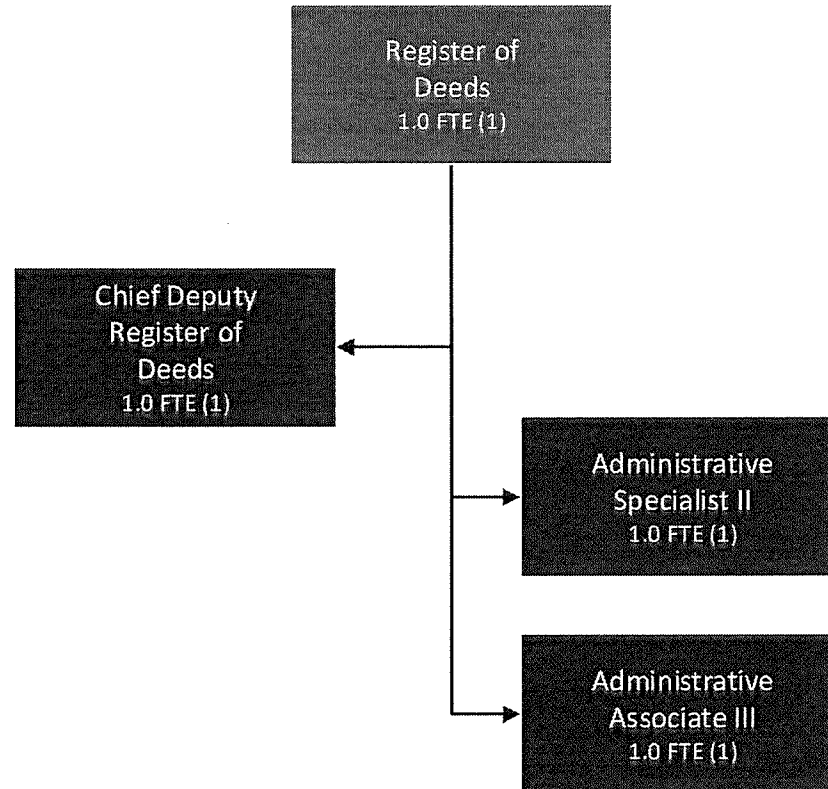 Register of
Deeds
1.0 FTE (1)
Chief Deputy
Register of
Deeds
1.0 FTE (1)
Administrative
Specialist II
1.0 FTE (1)
Administrative
Associate III
1.0 FTE (1)